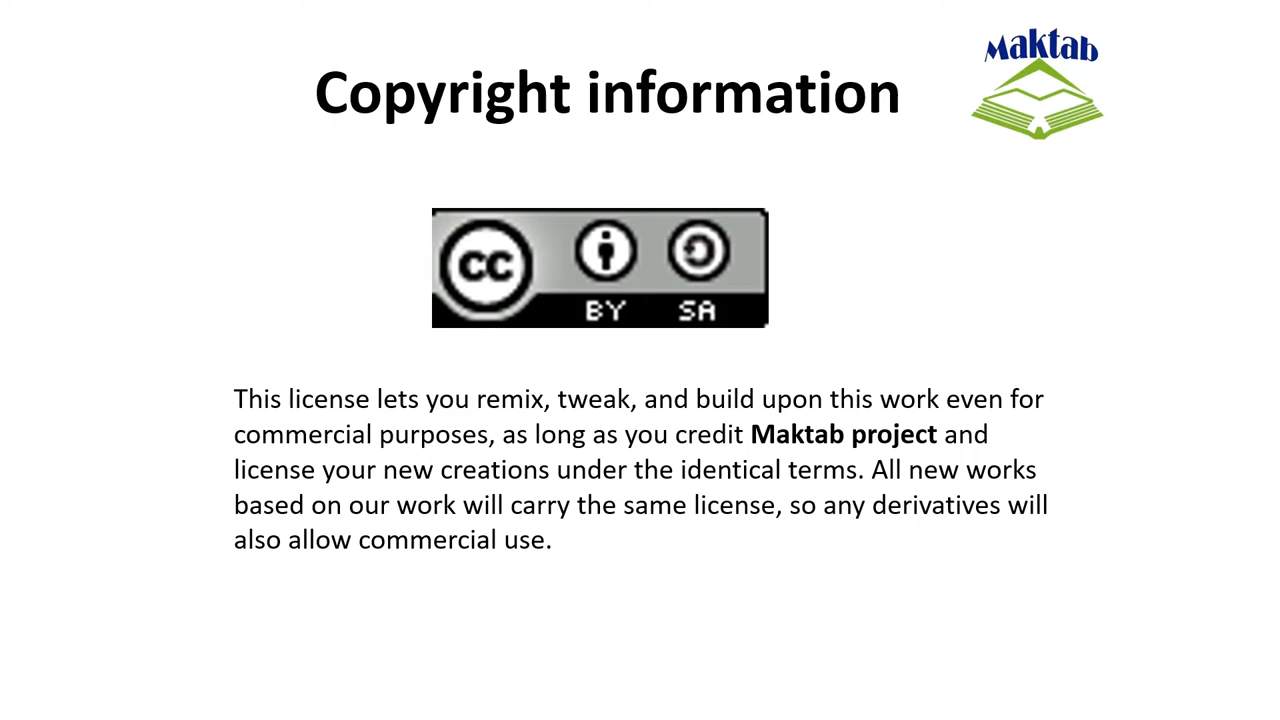 Maktab
Copyright information
CC
BY SA
This license lets you remix, tweak, and build upon this work even for
commercial purposes, as long as you credit Maktab project and
license your new creations under the identical terms. All new works
based on our work will carry the same license, so any derivatives will
also allow commercial use.